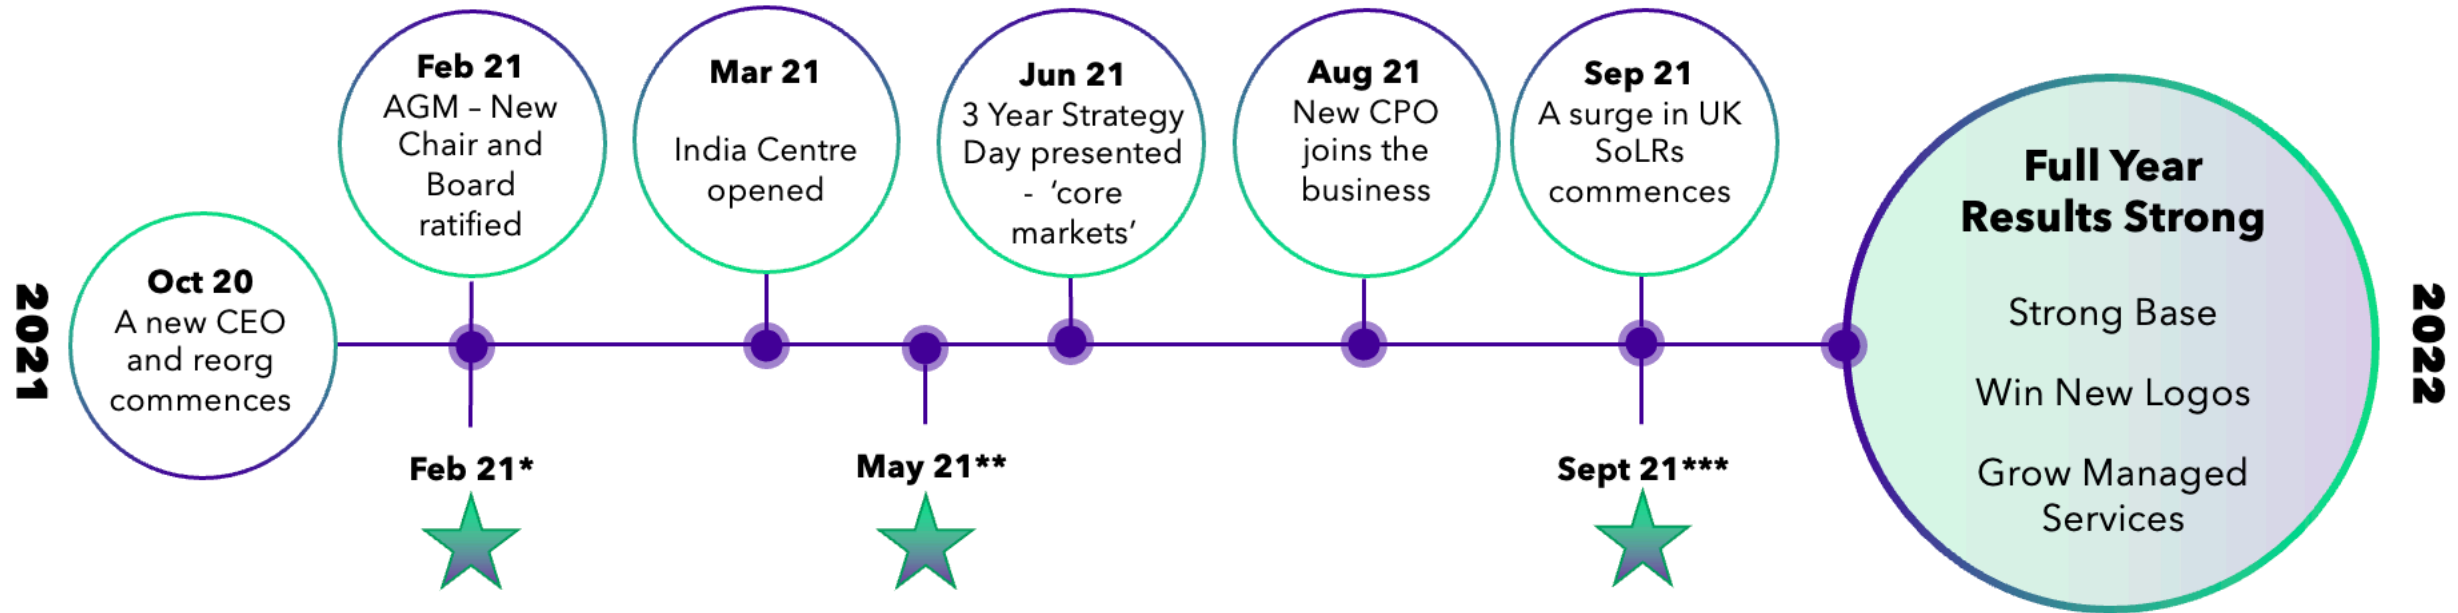 2021
Oct 20
A new CEO
and reorg
commences
Feb 21
AGM – New
Chair and
Board
ratified
Mar 21
India Centre
opened
Jun 21
3 Year Strategy
Day presented
- ‘core
markets’
Aug 21
New CPO
joins the
business
Sep 21
A surge in UK
SoLRs
commences
Feb 21*
May 21**
Sept 21***
Full Year
Results Strong
Strong Base
Win New Logos
Grow Managed
Services
2022